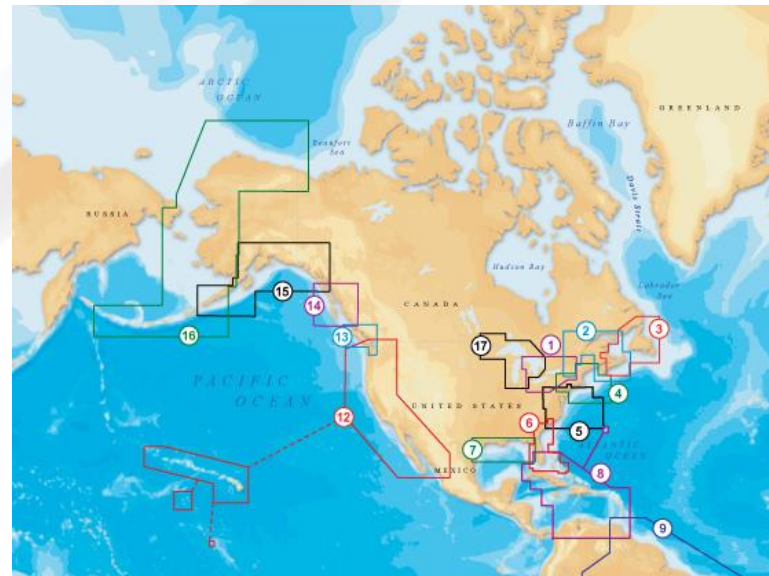 ARCTIC
OCEAN
GREENLAND
Baffin Bay
Beaufort
Sea
Davis Strait
RUSSIA
Hudson Bay
Labrador
Sea
CANADA
15
14
16
13
17
1
2
3
4
PACIFIC
OCEAN
12
UNITED STATES
6
5
7
ATLANTIC
OCEAN
MEXICO
8
9